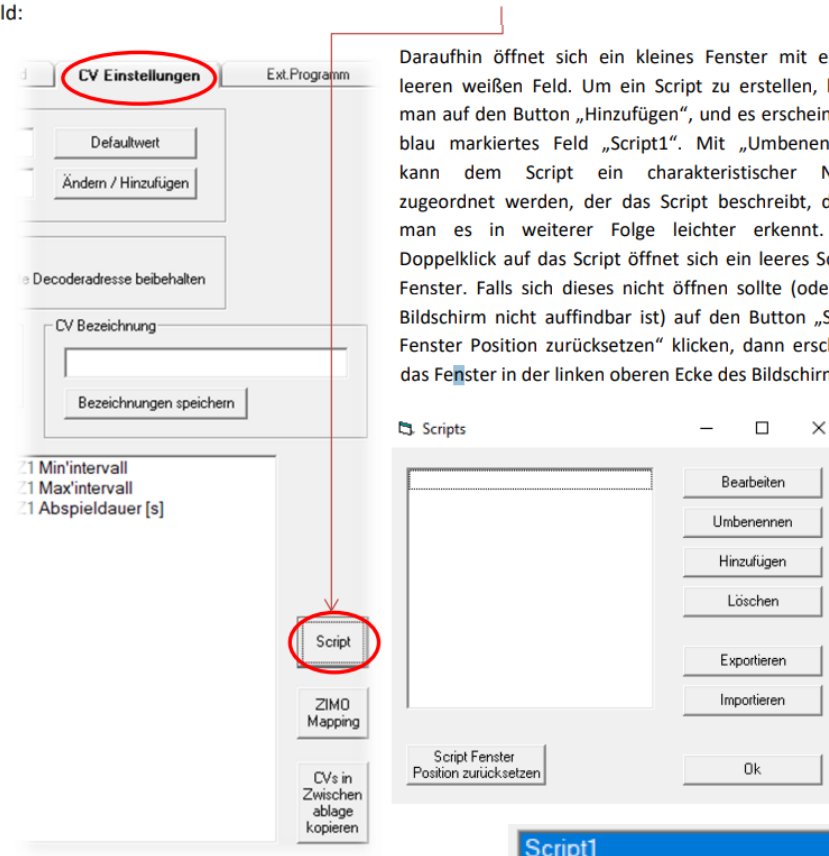 ld:
CV Einstellungen
Ext.Programm
Defaultwert
Ändern / Hinzufügen
Decoderadresse beibehalten
CV Bezeichnung
Bezeichnungen speichern
Z1 Min'intervall
Z1 Max'intervall
Z1 Abspieldauer [s]
Script
ZIMO
Mapping
CVs in
Zwischen
ablage
kopieren
Daraufhin öffnet sich ein kleines Fenster mit e
leeren weißen Feld. Um ein Script zu erstellen,
man auf den Button „Hinzufügen“, und es erschein
blau markiertes Feld „Script1“. Mit „Umbenen
kann dem Script ein charakteristischer N
zugeordnet werden, der das Script beschreibt, d
man es in weiterer Folge leichter erkennt.
Doppelklick auf das Script öffnet sich ein leeres Sc
Fenster. Falls sich dieses nicht öffnen sollte (ode
Bildschirm nicht auffindbar ist) auf den Button „S
Fenster Position zurücksetzen“ klicken, dann ersc
das Fenster in der linken oberen Ecke des Bildschirn
Scripts
Bearbeiten
Umbenennen
Hinzufügen
Löschen
Exportieren
Importieren
Script Fenster
Position zurücksetzen
Ok
Script1